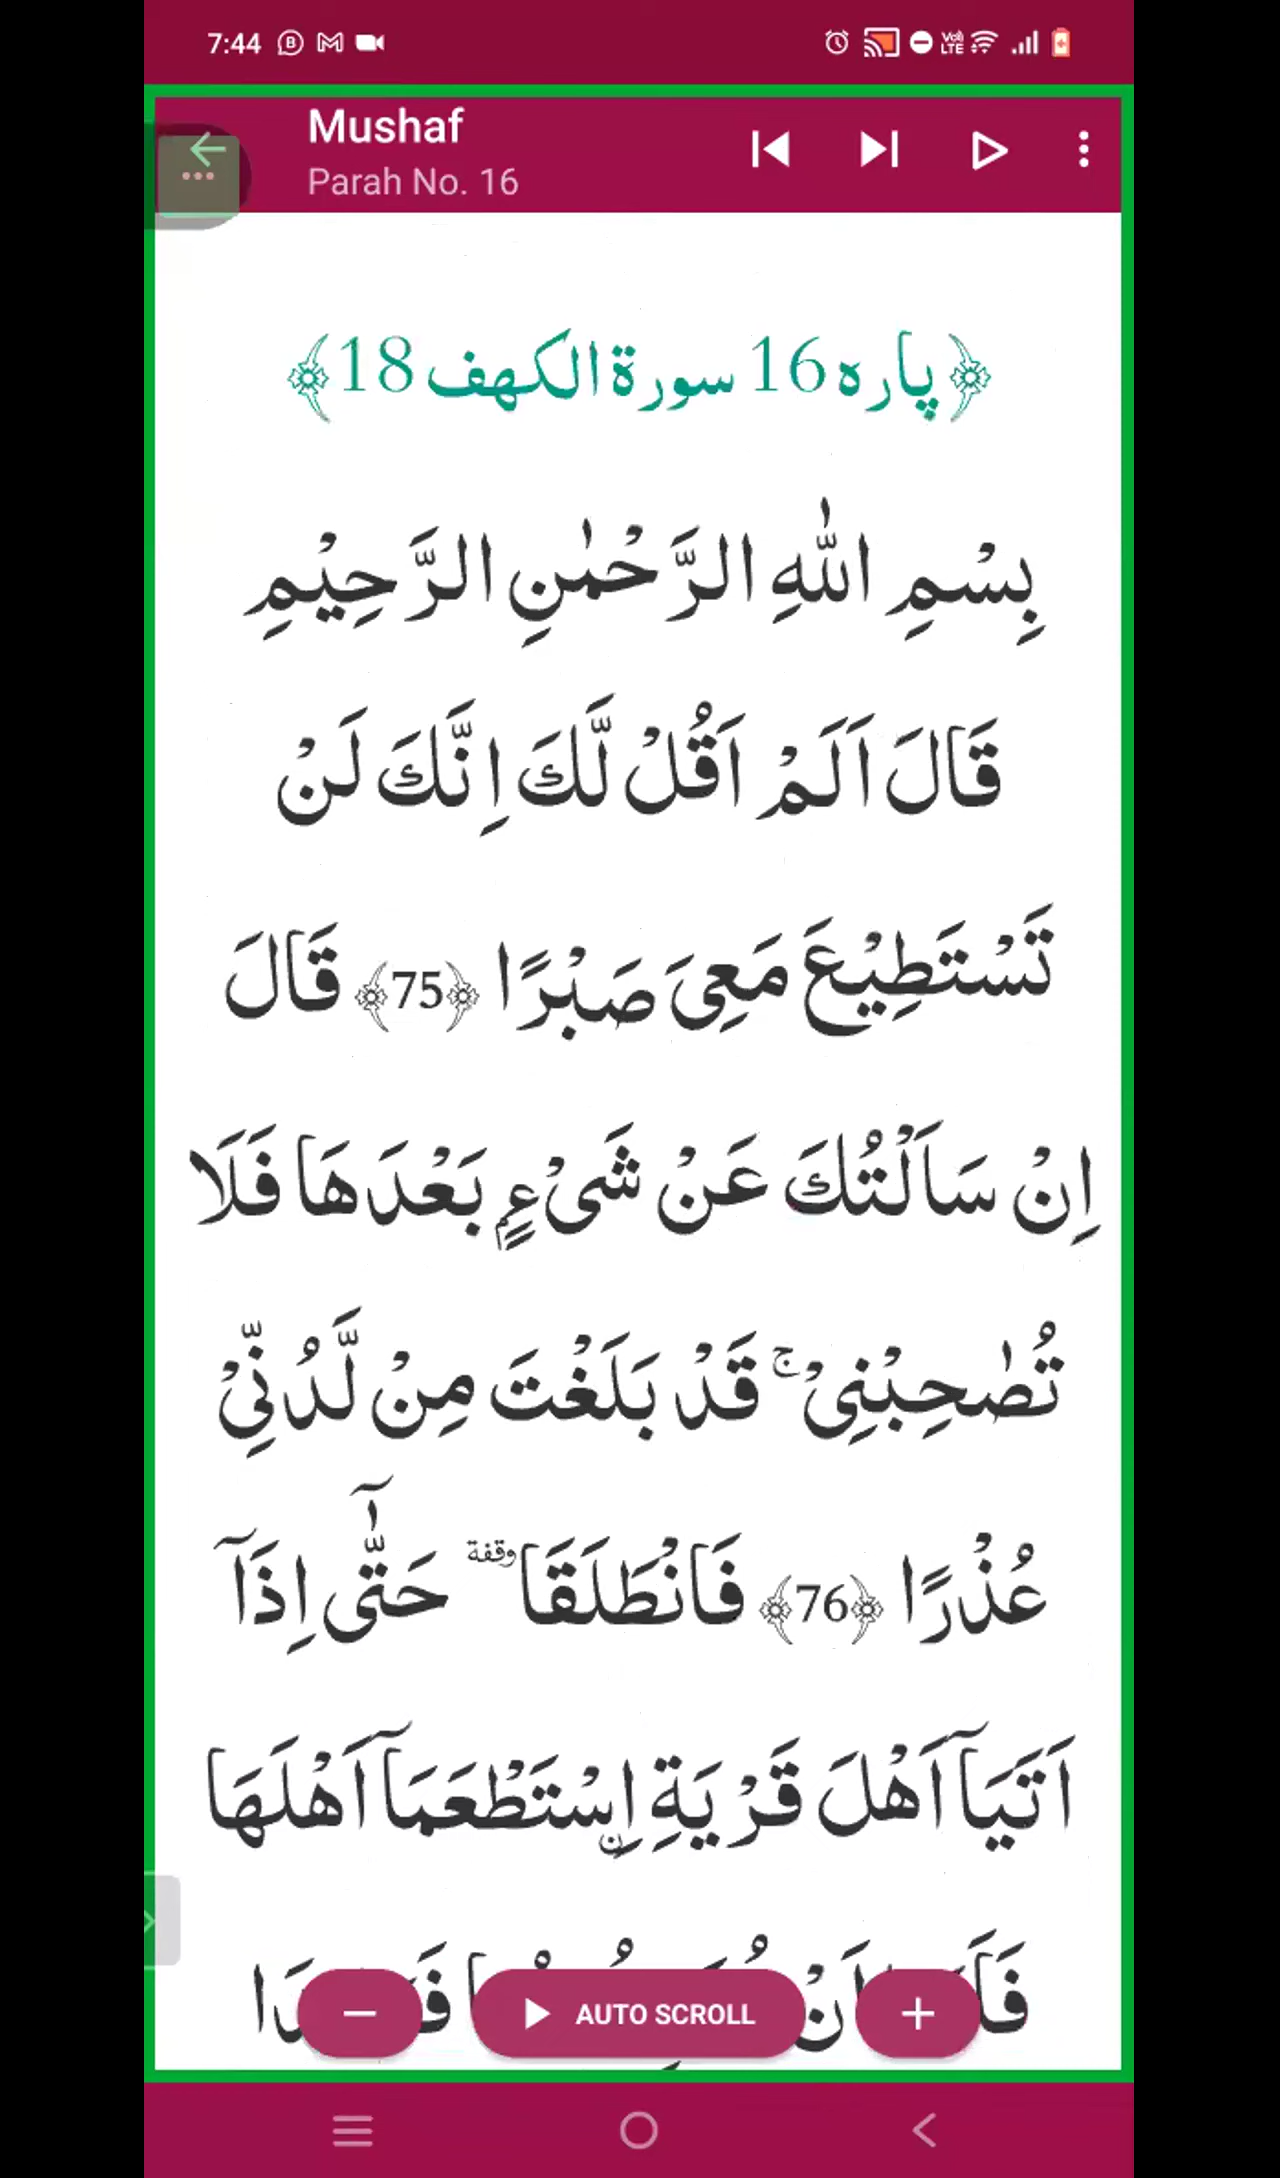 7:44
VoLTE
Mushaf
Parah No. 16
﴿پارہ 16 سورۃ الکھف 18﴾
بِسْمِ اللّٰهِ الرَّحْمٰنِ الرَّحِیْمِ
قَالَ اَلَمْ اَقُلْ لَّكَ اِنَّكَ لَنْ
تَسْتَطِیْعَ مَعِیَ صَبْرًا ﴿75﴾ قَالَ
اِنْ سَاَلْتُكَ عَنْ شَیْءٍۭ بَعْدَهَا فَلَا
تُصٰحِبْنِیْ ۚ قَدْ بَلَغْتَ مِنْ لَّدُنِّیْ
عُذْرًا ﴿76﴾ فَانْطَلَقَا وقفة حَتّٰۤی اِذَاۤ
اَتَیَاۤ اَهْلَ قَرْیَةِ اِ۟سْتَطْعَمَاۤ اَهْلَهَا
AUTO SCROLL